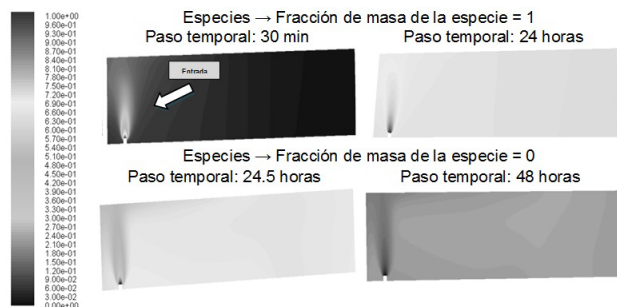 Especies → Fracción de masa de la especie = 1
Paso temporal: 30 min
Paso temporal: 24 horas
Entrada
Especies → Fracción de masa de la especie = 0
Paso temporal: 24.5 horas
Paso temporal: 48 horas
1.00e+00
9.60e-01
9.30e-01
9.00e-01
8.70e-01
8.40e-01
8.10e-01
7.80e-01
7.50e-01
7.20e-01
6.90e-01
6.60e-01
6.30e-01
6.00e-01
5.70e-01
5.40e-01
5.10e-01
4.80e-01
4.50e-01
4.20e-01
3.90e-01
3.60e-01
3.30e-01
3.00e-01
2.70e-01
2.40e-01
2.10e-01
1.80e-01
1.50e-01
1.20e-01
9.00e-02
6.00e-02
3.00e-02
0.00e+00